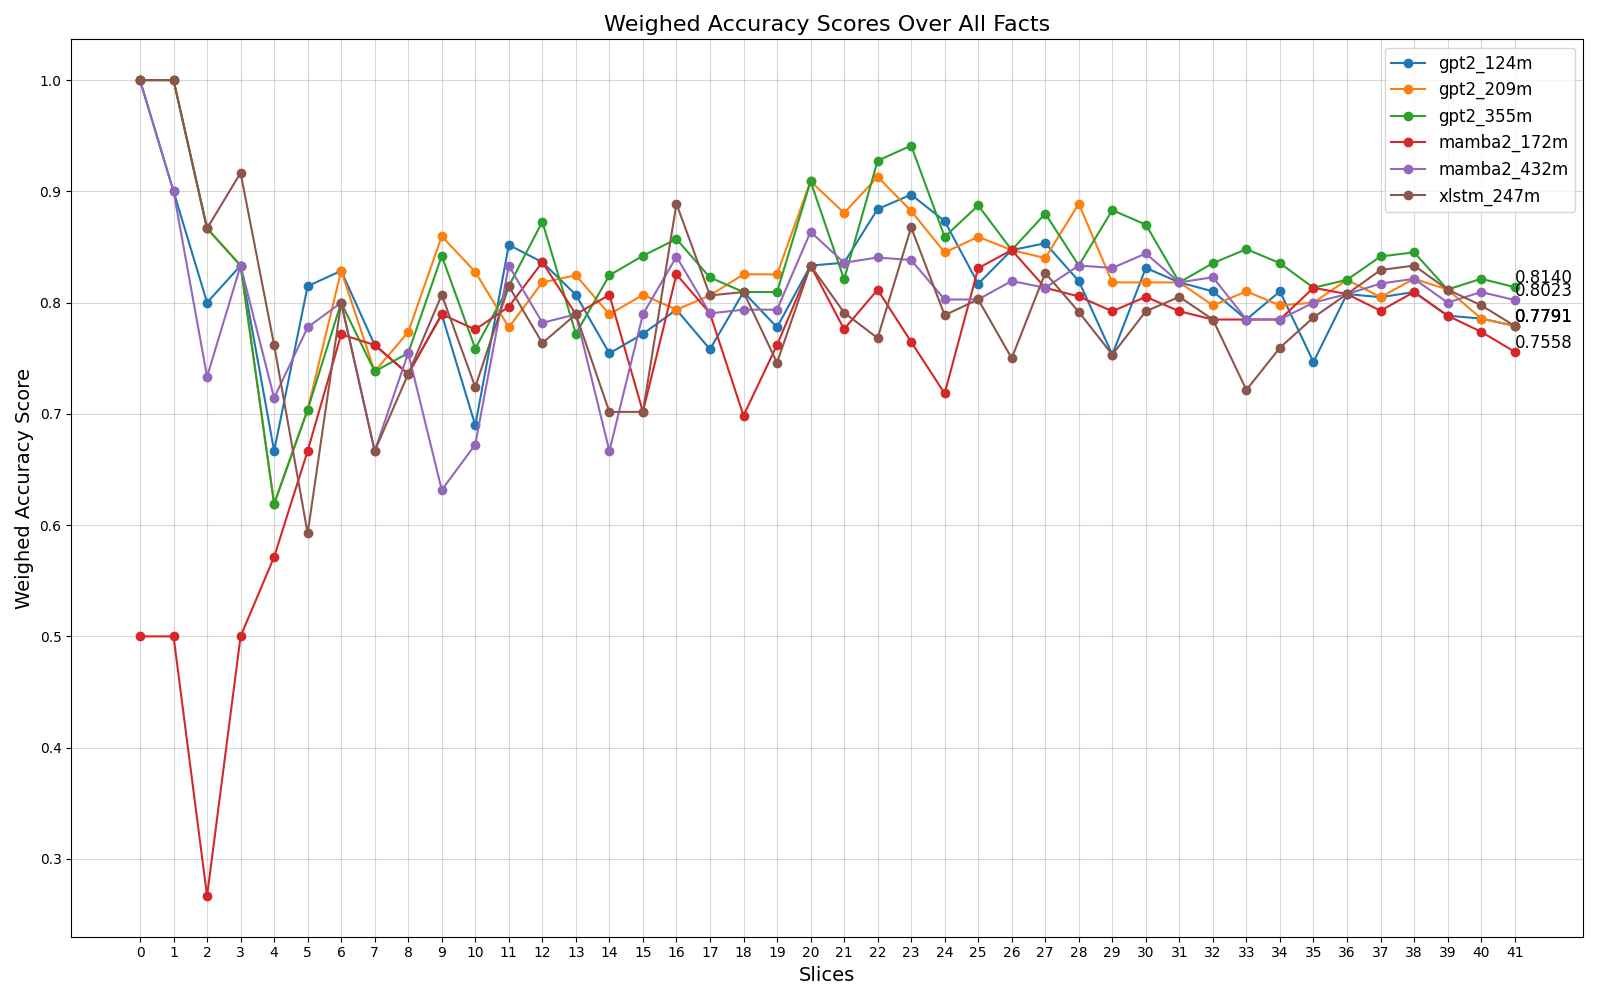 Weighed Accuracy Scores Over All Facts
gpt2_124m
gpt2_209m
gpt2_355m
mamba2_172m
mamba2_432m
xlstm_247m
1.0
0.9
0.8
0.7
0.6
0.5
0.4
0.3
Weighed Accuracy Score
0.8140
0.8023
0.7791
0.7558
0 1 2 3 4 5 6 7 8 9 10 11 12 13 14 15 16 17 18 19 20 21 22 23 24 25 26 27 28 29 30 31 32 33 34 35 36 37 38 39 40 41
Slices